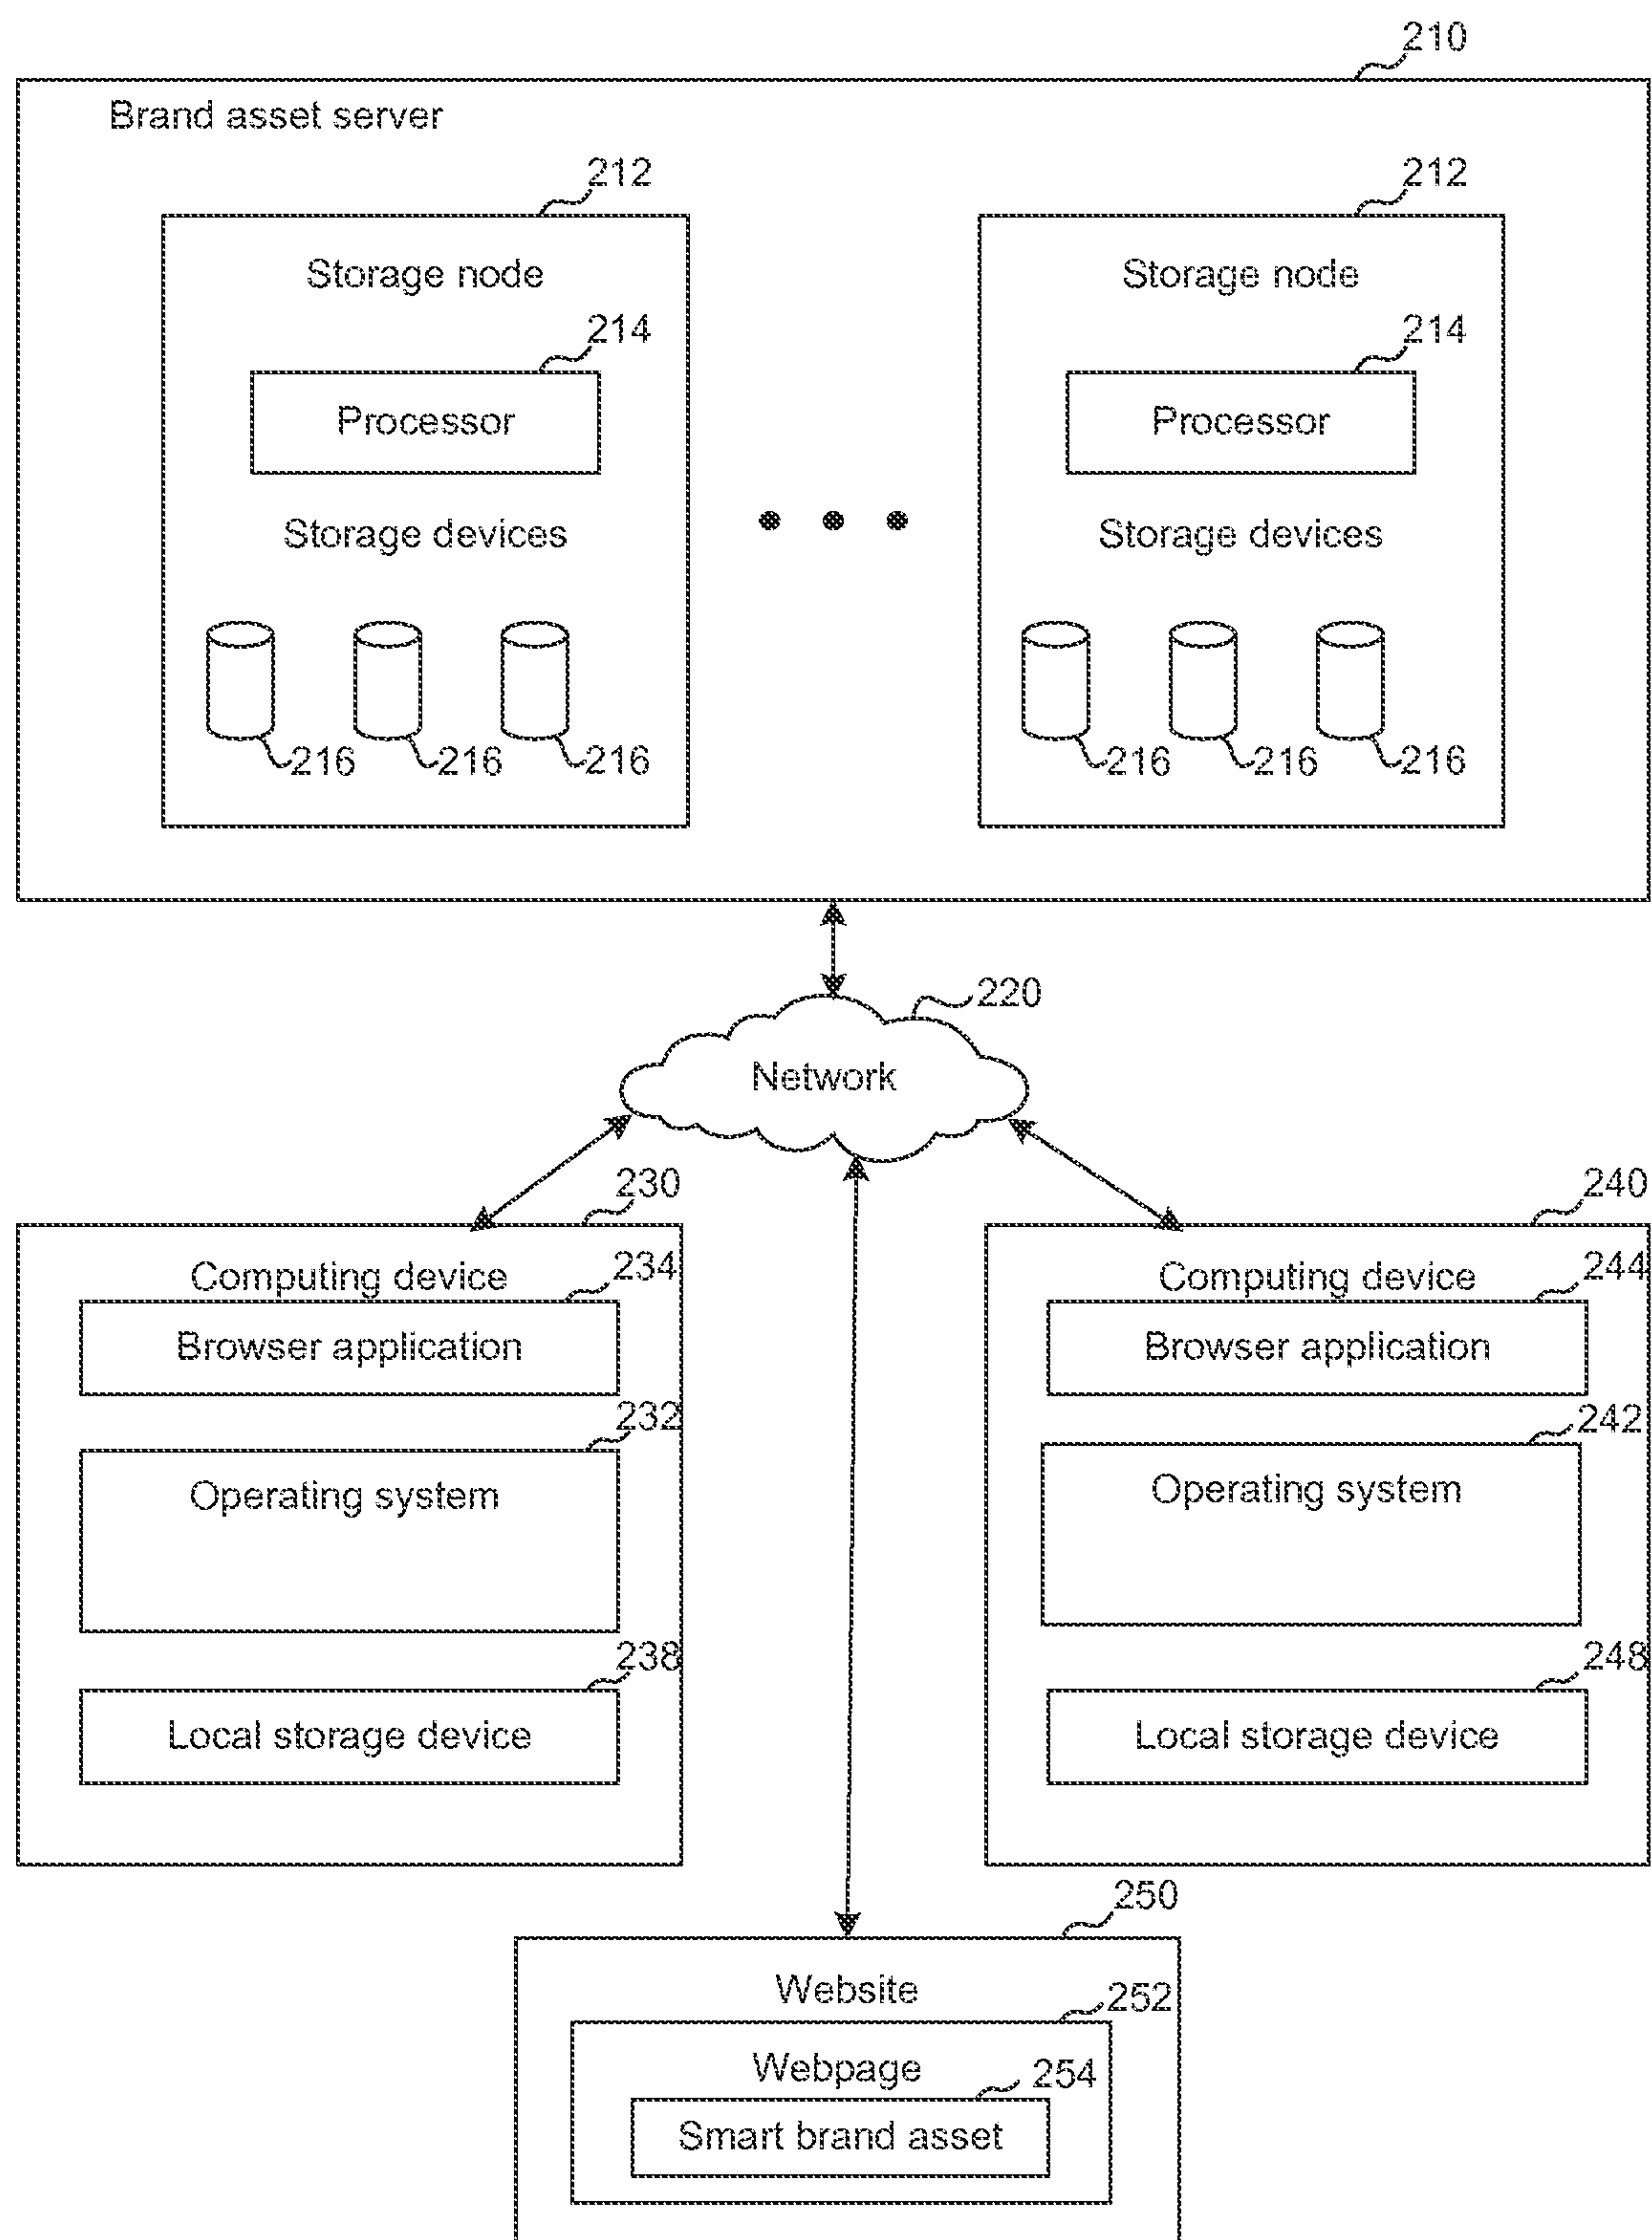 210
Brand asset server
212
212
Storage node
Storage node
214
214
Processor
Processor
Storage devices
Storage devices
216 216 216
216 216 216
220
Network
230
240
Computing device
234
Browser application
232
Operating system
238
Local storage device
Computing device
244
Browser application
242
Operating system
248
Local storage device
250
Website
252
Webpage
254
Smart brand asset